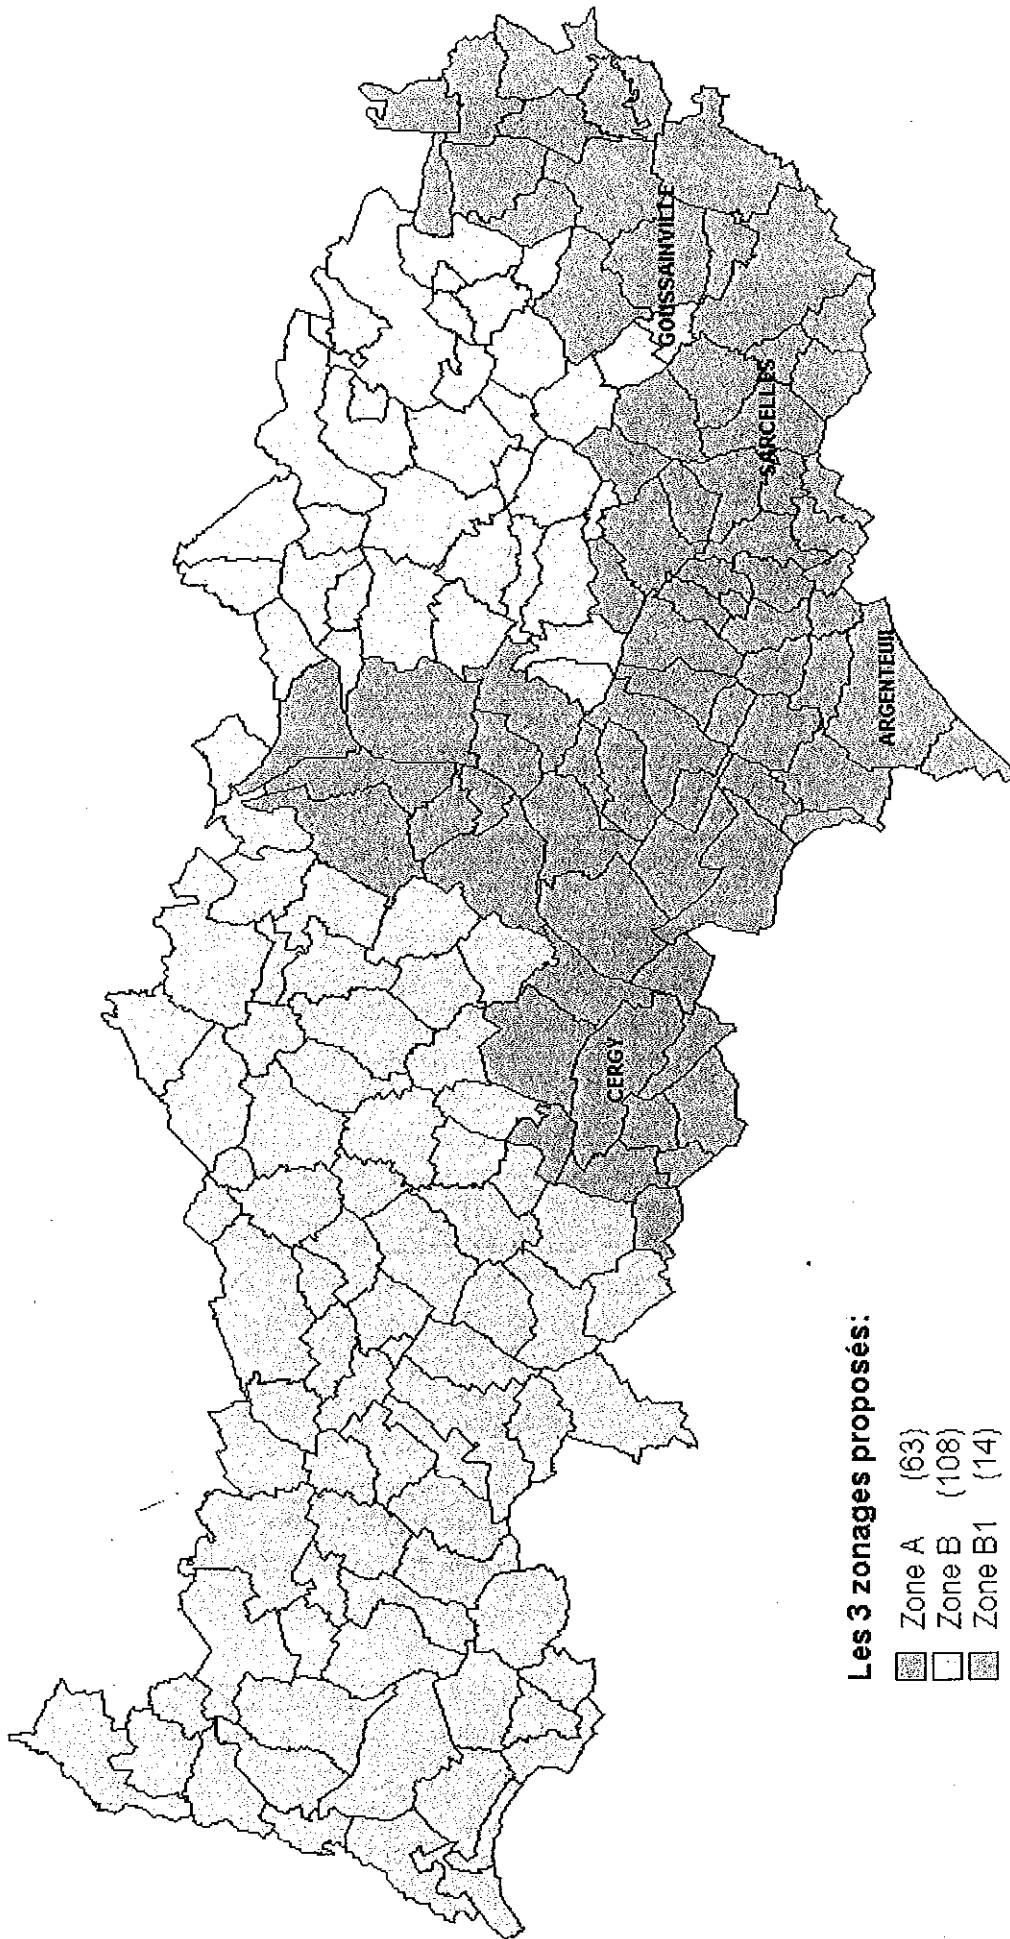 GOUSSAINVILLE
SARCELLES
ARGENTEUIL
CERGY
Les 3 zonages proposés:
Zone A (63)
Zone B (108)
Zone B1 (14)